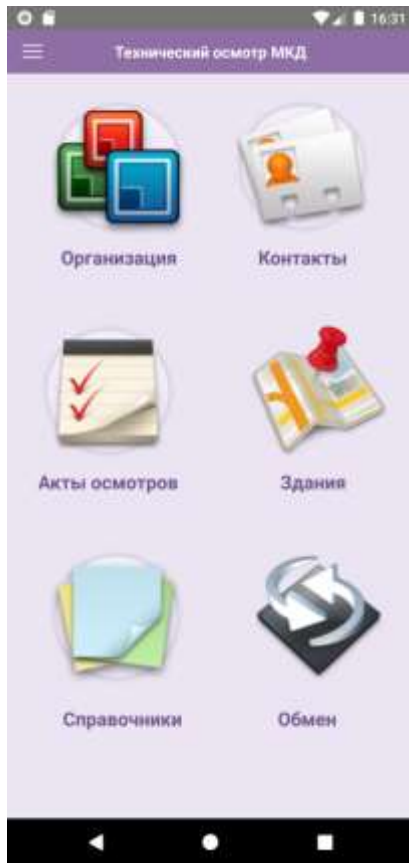 16:31
Технический осмотр МКД
Организация Контакты
Акты осмотров Здания
Справочники Обмен